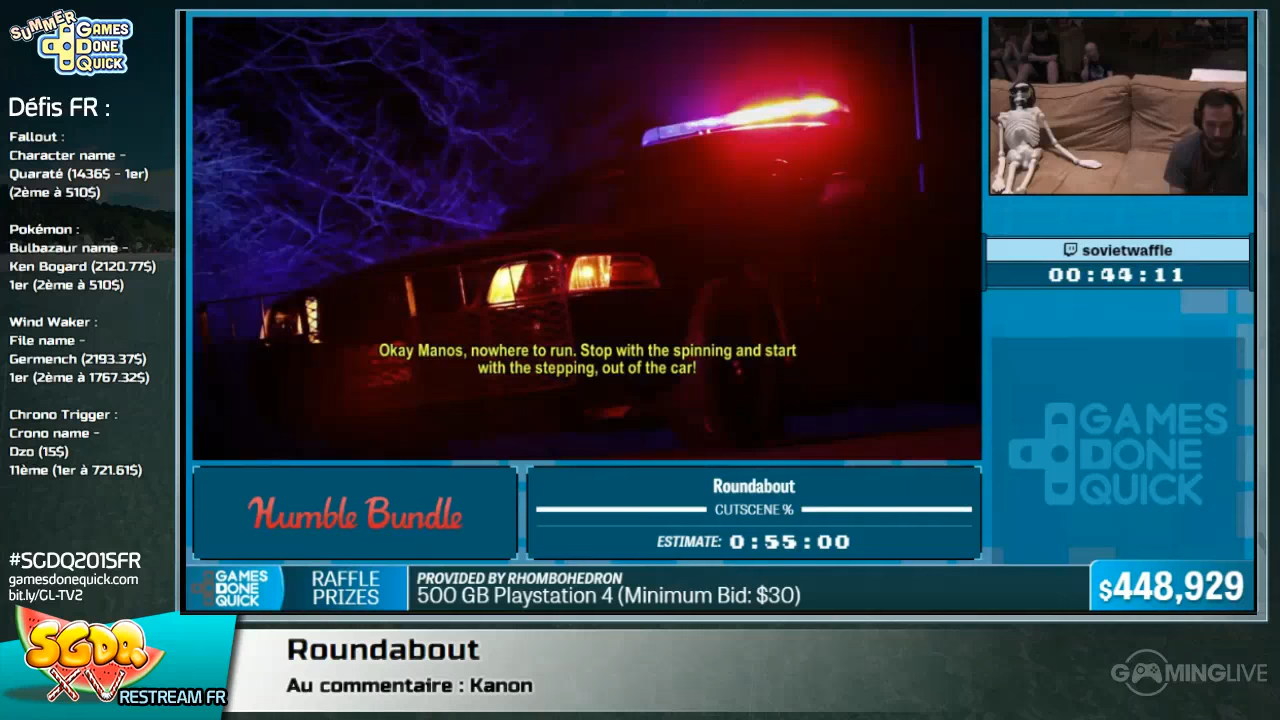 SUMMER
GAMES
DONE
QUICK
Défis FR :
Fallout :
Character name -
Quaraté (1436$ - 1er)
(2ème à 510$)
Pokémon :
Bulbazaur name -
Ken Bogard (2120.77$)
1er (2ème à 510$)
Wind Waker :
File name -
Germench (2193.37$)
1er (2ème à 1767.32$)
Chrono Trigger :
Crono name -
Dzo (15$)
11ème (1er à 721.61$)
#SGDQ2015FR
gamesdonequick.com
bit.ly/GL-TV2
Okay Manos, nowhere to run. Stop with the spinning and start
with the stepping, out of the car!
sovietwaffle
00:44:11
GAMES
DONE
QUICK
Humble Bundle
Roundabout
CUTSCENE %
ESTIMATE: 0:55:00
GAMES
DONE
QUICK
RAFFLE
PRIZES
PROVIDED BY RHOMBOHEDRON
500 GB Playstation 4 (Minimum Bid: $30)
$448,929
SGDQ
XV
RESTREAM FR
Roundabout
Au commentaire : Kanon
GAMINGLIVE